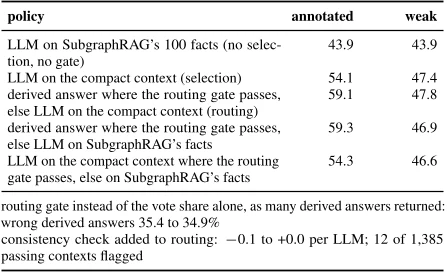 policy annotated weak
LLM on SubgraphRAG's 100 facts (no selec- 43.9 43.9
tion, no gate)
LLM on the compact context (selection) 54.1 47.4
derived answer where the routing gate passes, 59.1 47.8
else LLM on the compact context (routing)
derived answer where the routing gate passes, 59.3 46.9
else LLM on SubgraphRAG's facts
LLM on the compact context where the routing 54.3 46.6
gate passes, else on SubgraphRAG's facts
routing gate instead of the vote share alone, as many derived answers returned:
wrong derived answers 35.4 to 34.9%
consistency check added to routing: −0.1 to +0.0 per LLM; 12 of 1,385
passing contexts flagged